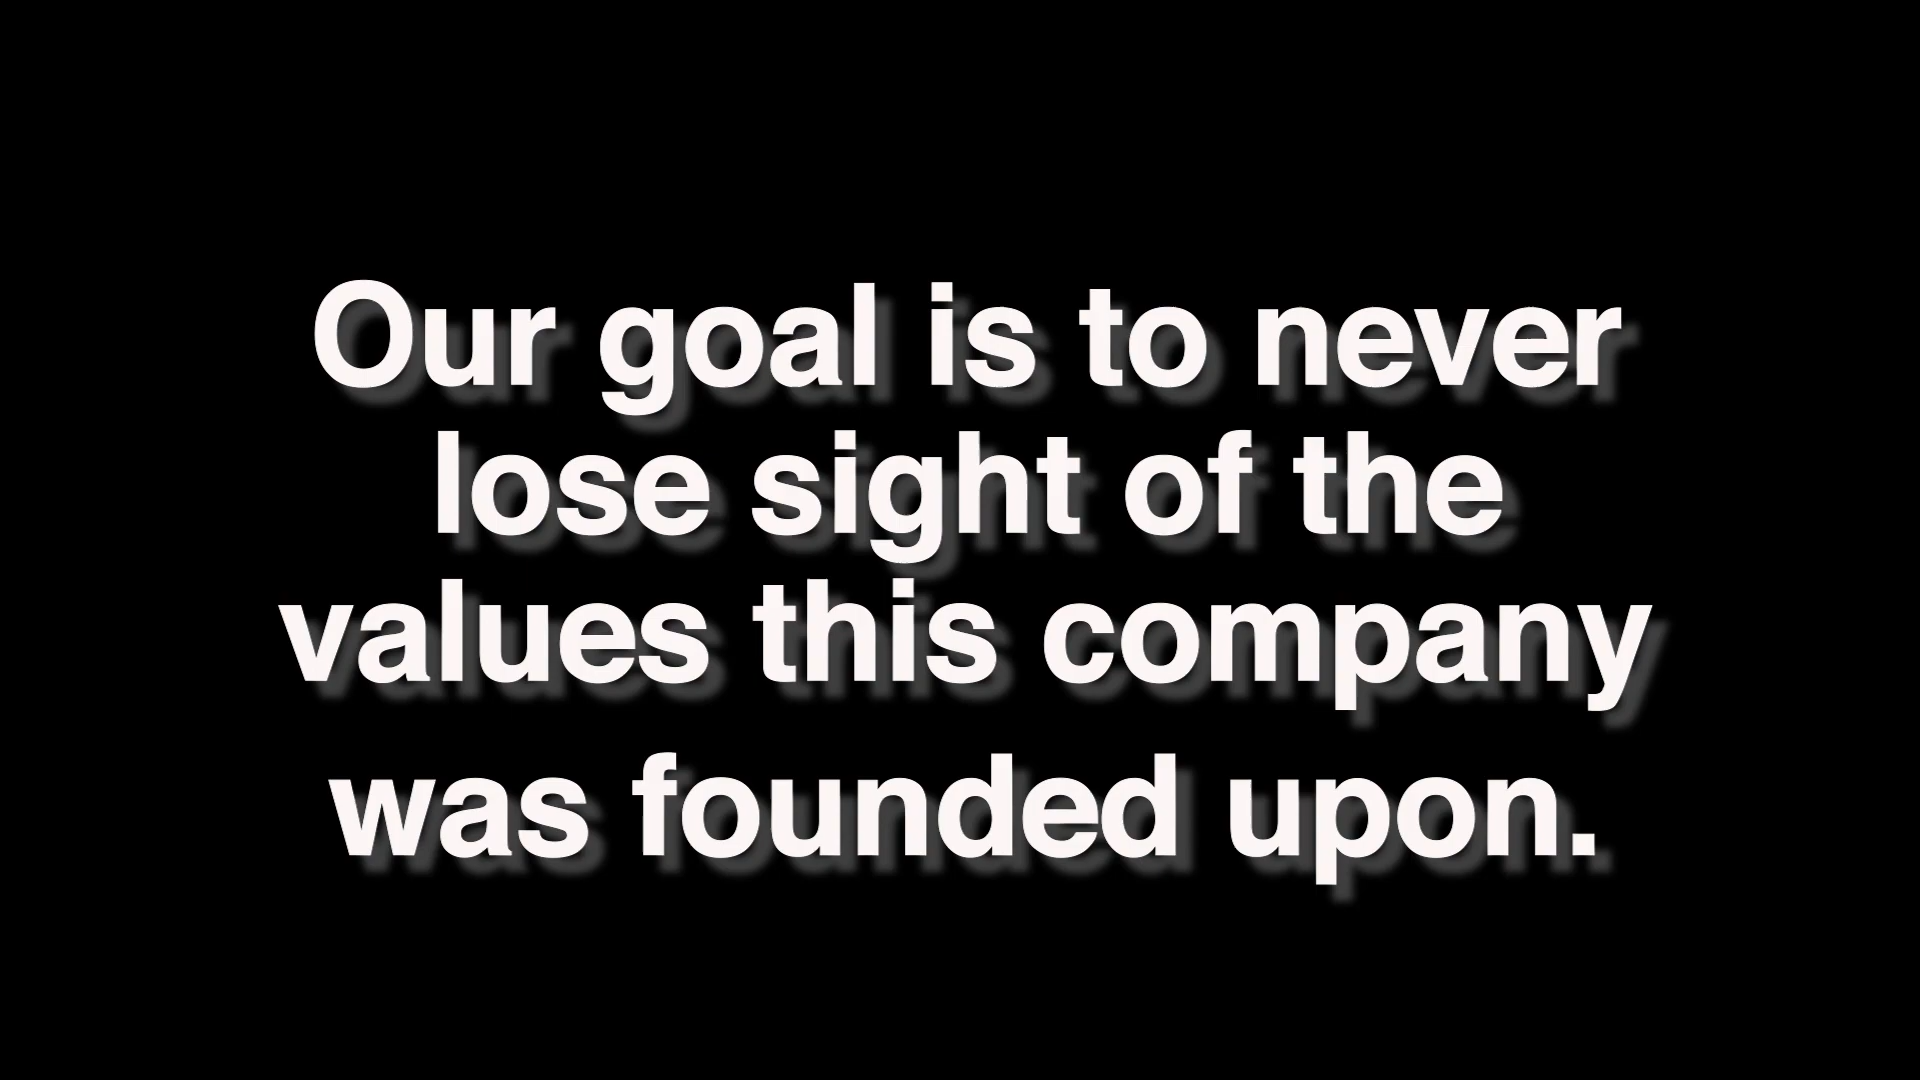 Our goal is to never
lose sight of the
values this company
was founded upon.